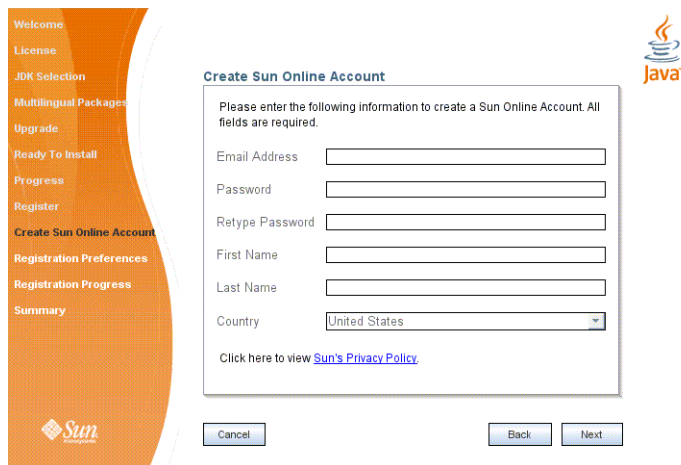 Welcome
License
JDK Selection
Multilingual Packages
Upgrade
Ready To Install
Progress
Register
Create Sun Online Account
Registration Preferences
Registration Progress
Summary
Sun
microsystems
Java
Create Sun Online Account
Please enter the following information to create a Sun Online Account. All
fields are required.
Email Address
Password
Retype Password
First Name
Last Name
Country United States
Click here to view Sun's Privacy Policy.
Cancel Back Next